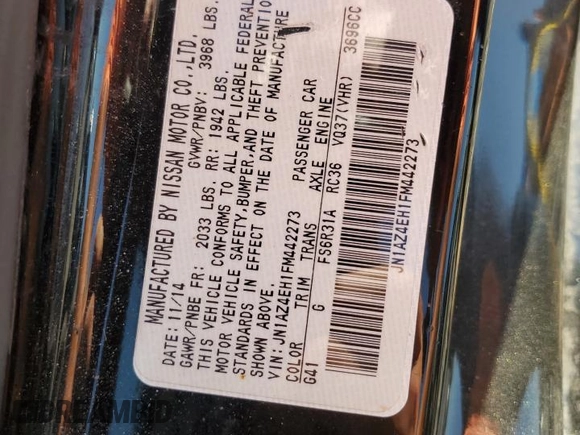 MANUFACTURED BY NISSAN MOTOR CO.,LTD.
DATE: 11/14 GVWR/PNBV: 3968 LBS.
GAWR/PNBE FR: 2033 LBS. RR: 1942 LBS.
THIS VEHICLE CONFORMS TO ALL APPLICABLE FEDERAL
MOTOR VEHICLE SAFETY,BUMPER,AND THEFT PREVENTIO
STANDARDS IN EFFECT ON THE DATE OF MANUFACTURE
SHOWN ABOVE.
VIN: JN1AZ4EH1FM442273 PASSENGER CAR
COLOR TRIM TRANS AXLE ENGINE
G41 G FS6R31A RC36 VQ37(VHR) 3696CC
JN1AZ4EH1FM442273
DREAMBID